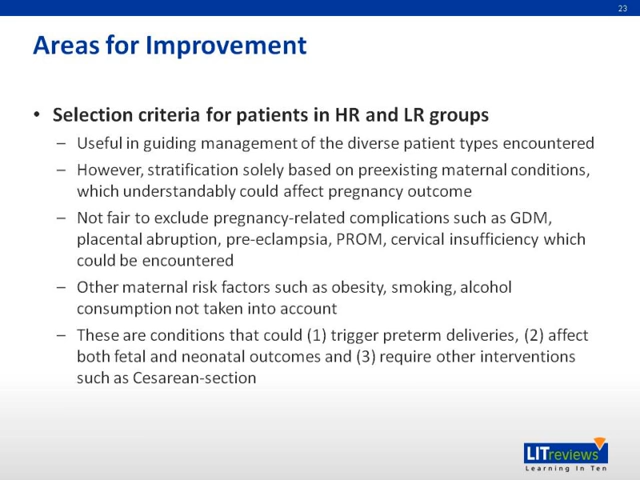 23
Areas for Improvement
• Selection criteria for patients in HR and LR groups
– Useful in guiding management of the diverse patient types encountered
– However, stratification solely based on preexisting maternal conditions,
which understandably could affect pregnancy outcome
– Not fair to exclude pregnancy-related complications such as GDM,
placental abruption, pre-eclampsia, PROM, cervical insufficiency which
could be encountered
– Other maternal risk factors such as obesity, smoking, alcohol
consumption not taken into account
– These are conditions that could (1) trigger preterm deliveries, (2) affect
both fetal and neonatal outcomes and (3) require other interventions
such as Cesarean-section
LITreviews
Learning In Ten